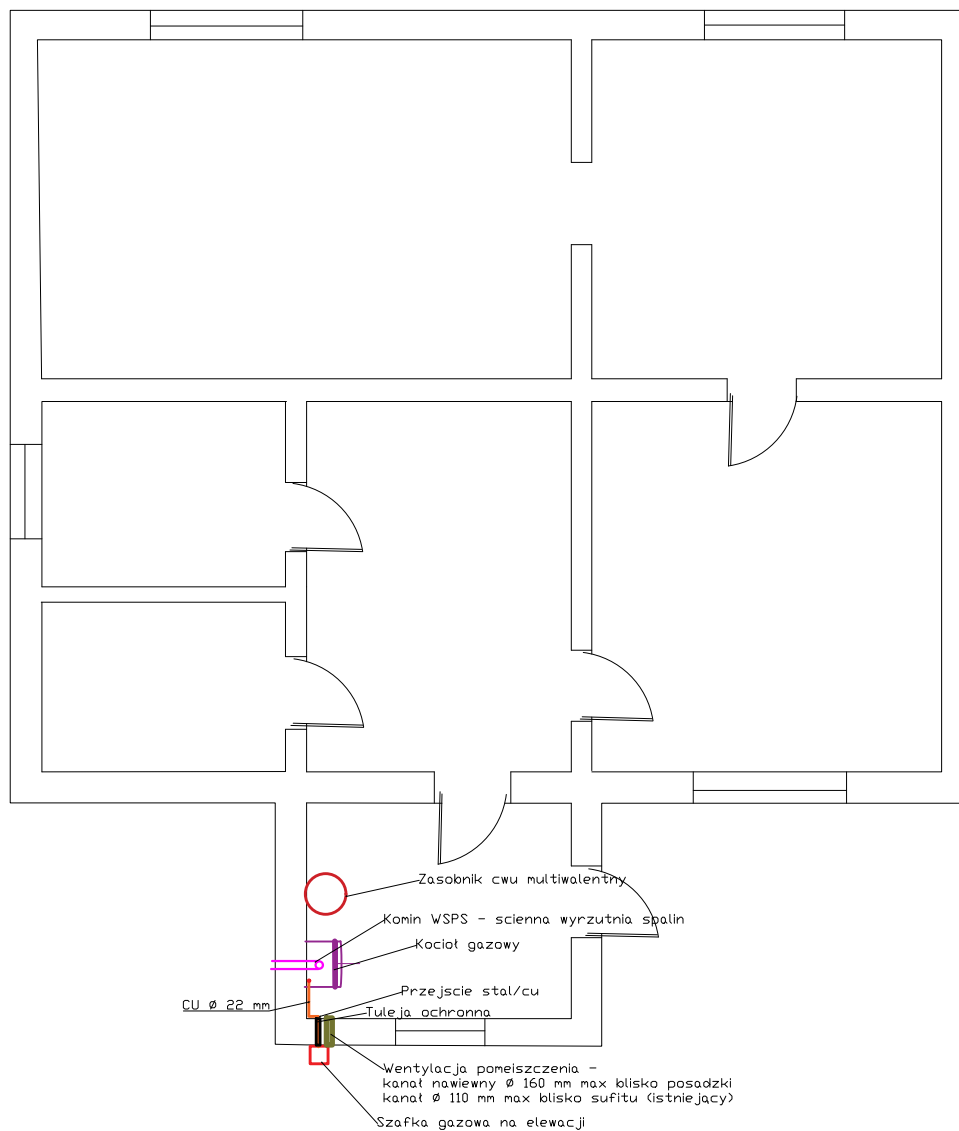 Zasobnik cwu multiwalentny
Komin WSPS - scienna wyrzutnia spalin
Kocioł gazowy
Przejscie stal/cu
CU Ø 22 mm
Tuleja ochronna
Wentylacja pomeiszczenia -
kanał nawiewny Ø 160 mm max blisko posadzki
kanał Ø 110 mm max blisko sufitu (istniejący)
Szafka gazowa na elewacji